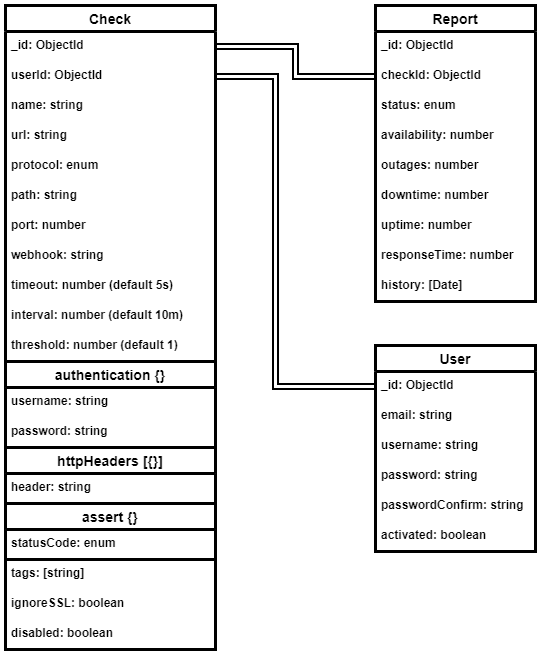 Check
_id: ObjectId
userId: ObjectId
name: string
url: string
protocol: enum
path: string
port: number
webhook: string
timeout: number (default 5s)
interval: number (default 10m)
threshold: number (default 1)
authentication {}
username: string
password: string
httpHeaders [{}]
header: string
assert {}
statusCode: enum
tags: [string]
ignoreSSL: boolean
disabled: boolean
Report
_id: ObjectId
checkId: ObjectId
status: enum
availability: number
outages: number
downtime: number
uptime: number
responseTime: number
history: [Date]
User
_id: ObjectId
email: string
username: string
password: string
passwordConfirm: string
activated: boolean